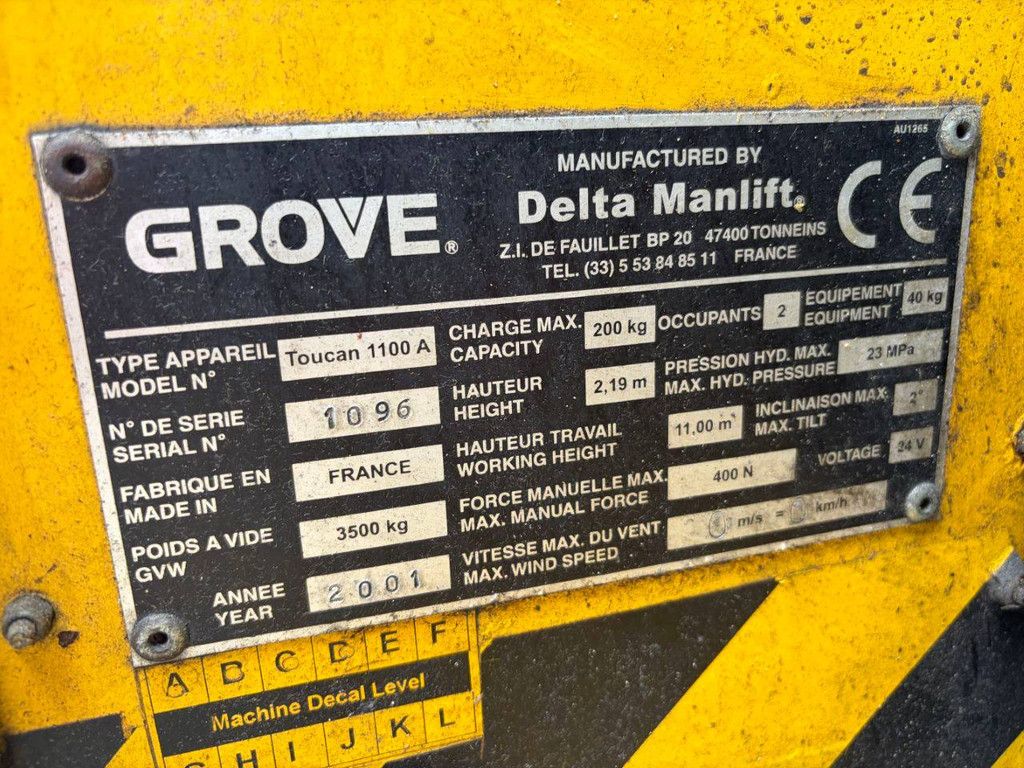 AU1265
GROVE®
MANUFACTURED BY
Delta Manlift®
Z.I. DE FAUILLET BP 20 47400 TONNEINS
TEL. (33) 5 53 84 85 11 FRANCE
CE
TYPE APPAREIL
MODEL N° Toucan 1100 A
N° DE SERIE
SERIAL N° 1096
FABRIQUE EN
MADE IN FRANCE
POIDS A VIDE
GVW 3500 kg
ANNEE
YEAR 2001
CHARGE MAX.
CAPACITY 200 kg
OCCUPANTS 2
EQUIPEMENT
EQUIPMENT 40 kg
HAUTEUR
HEIGHT 2,19 m
PRESSION HYD. MAX.
MAX. HYD. PRESSURE 23 MPa
HAUTEUR TRAVAIL
WORKING HEIGHT 11,00 m
INCLINAISON MAX.
MAX. TILT 2°
FORCE MANUELLE MAX.
MAX. MANUAL FORCE 400 N
VOLTAGE 24 V
VITESSE MAX. DU VENT
MAX. WIND SPEED m/s = km/h
A B C D E F
Machine Decal Level
G H I J K L